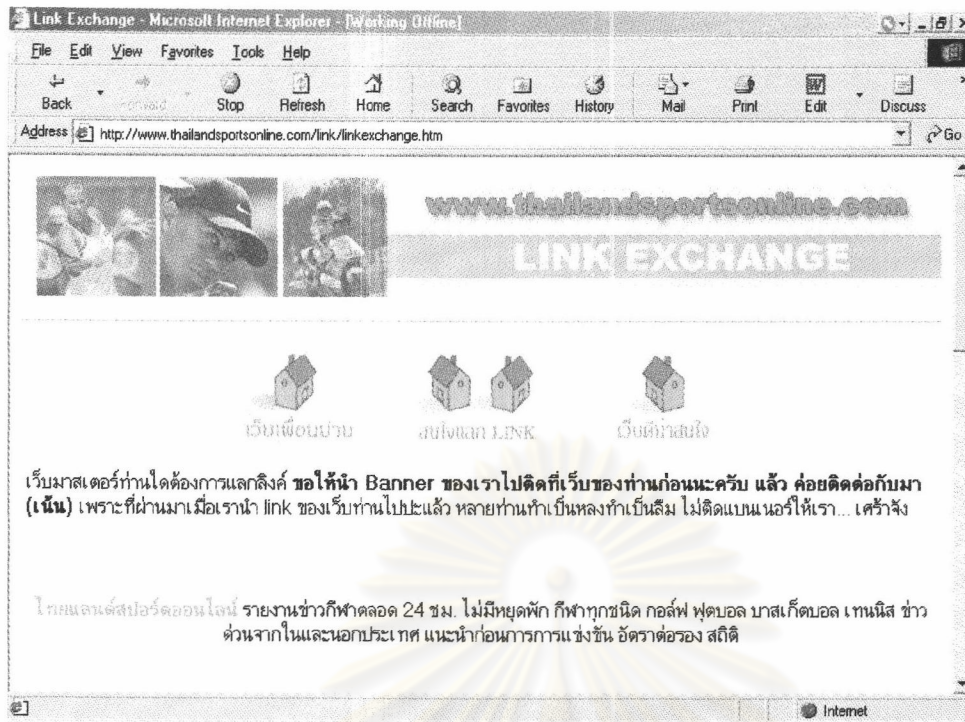 Link Exchange - Microsoft Internet Explorer - [Working Offline]
File Edit View Favorites Tools Help
Back Forward Stop Refresh Home Search Favorites History Mail Print Edit Discuss
Address http://www.thailandsportsonline.com/link/linkexchange.htm Go
www.thailandsportsonline.com
LINK EXCHANGE
เว็บเพื่อนบ้าน สนใจแลก LINK เว็บดีน่าสนใจ
เว็บมาสเตอร์ท่านใดต้องการแลกลิงค์ ขอให้นำ Banner ของเราไปติดที่เว็บของท่านก่อนนะครับ แล้ว ค่อยติดต่อกับมา
(เน้น) เพราะที่ผ่านมาเมื่อเรานำ link ของเว็บท่านไปปะแล้ว หลายท่านทำเป็นหลงทำเป็นลืม ไม่ติดแบนเนอร์ให้เรา... เศร้าจัง
ไทยแลนด์สปอร์ตออนไลน์ รายงานข่าวกีฬาตลอด 24 ชม. ไม่มีหยุดพัก กีฬาทุกชนิด กอล์ฟ ฟุตบอล บาสเก็ตบอล เทนนิส ข่าว
ด่วนจากในและนอกประเทศ แนะนำก่อนการการแข่งขัน อัตราต่อรอง สถิติ
Internet